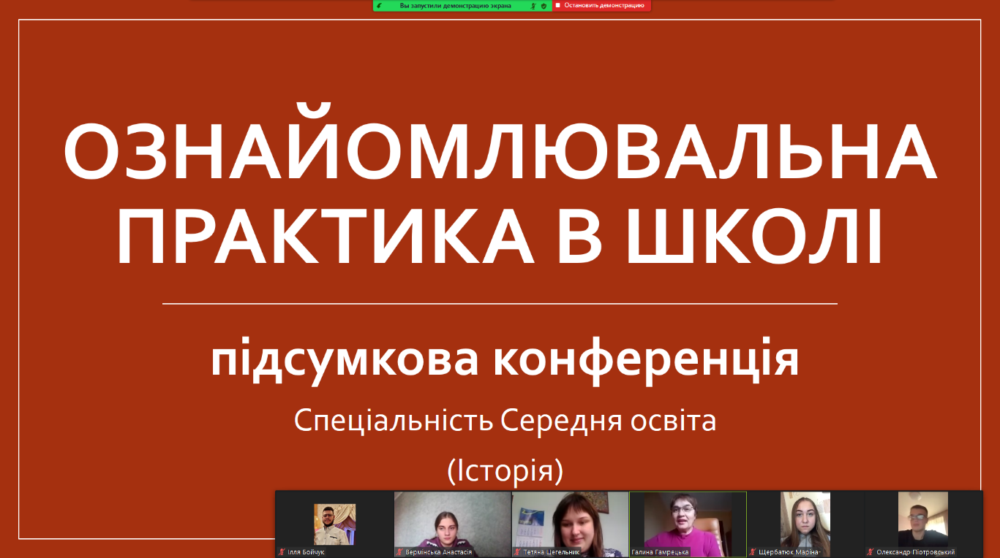 Вы запустили демонстрацию экрана
Остановить демонстрацию
ОЗНАЙОМЛЮВАЛЬНА
ПРАКТИКА В ШКОЛІ
підсумкова конференція
Спеціальність Середня освіта
(Історія)
Ілля Бойчук
Вермінська Анастасія
Тетяна Цегельник
Галина Гамрецька
Щербатюк Маріна-
Олександр Піотровський